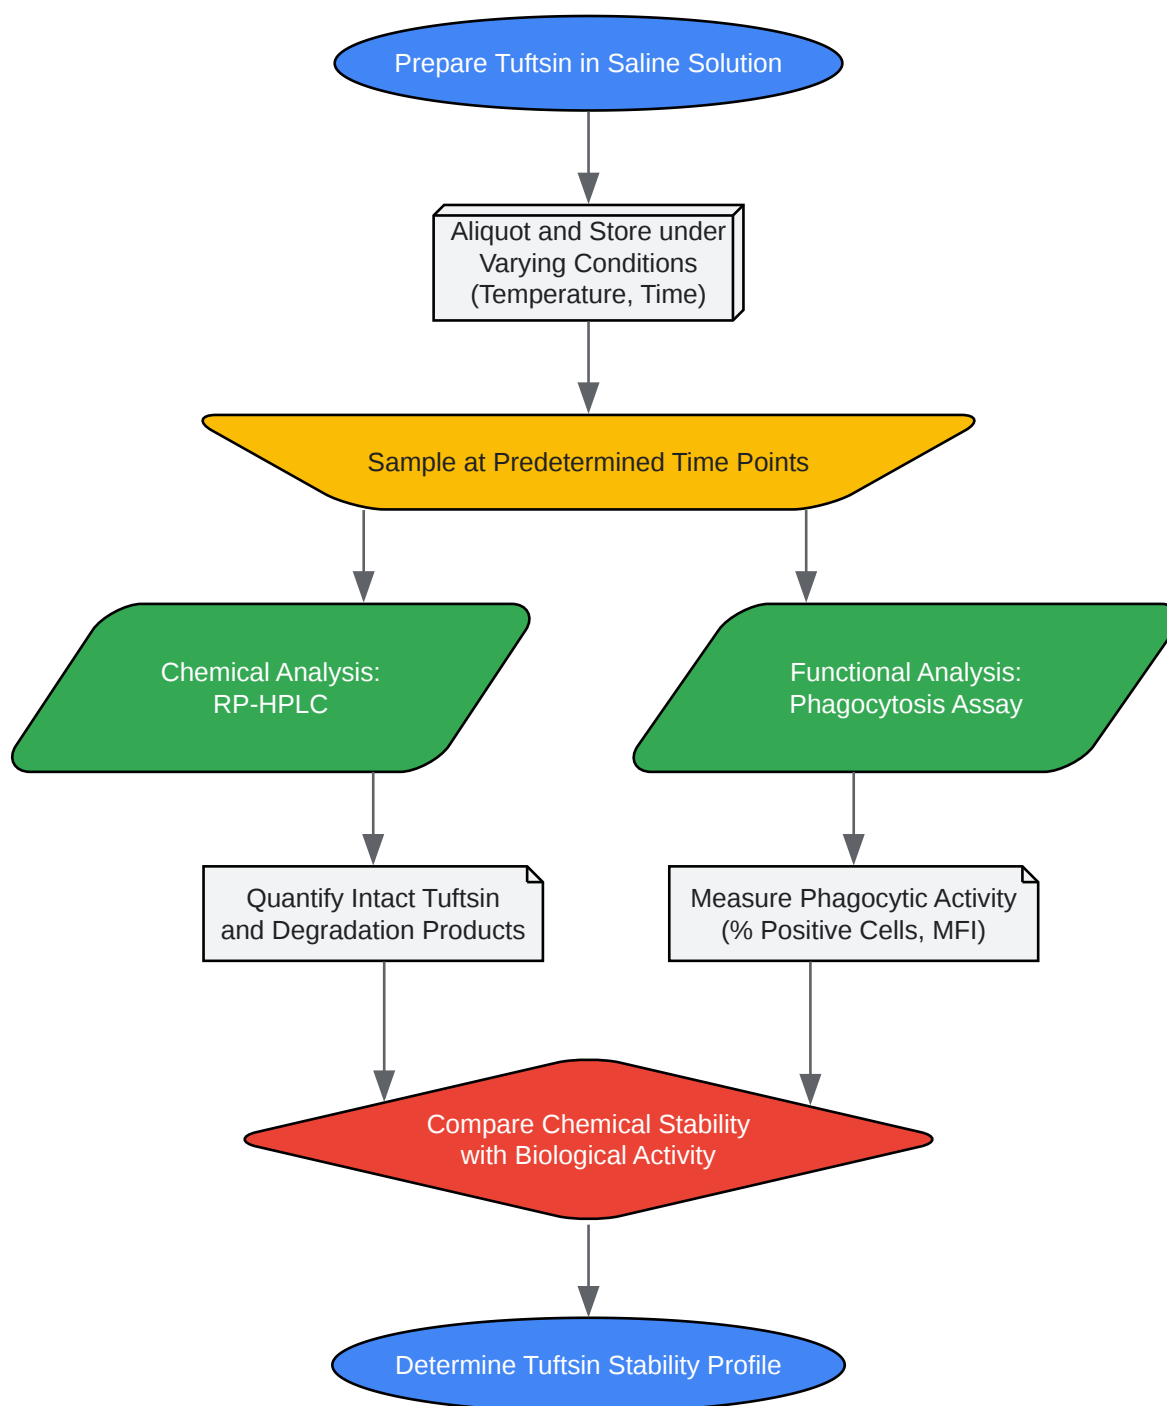 Prepare Tuftsin in Saline Solution
Aliquot and Store under
Varying Conditions
(Temperature, Time)
Sample at Predetermined Time Points
Chemical Analysis:
RP-HPLC
Functional Analysis:
Phagocytosis Assay
Quantify Intact Tuftsin
and Degradation Products
Measure Phagocytic Activity
(% Positive Cells, MFI)
Compare Chemical Stability
with Biological Activity
Determine Tuftsin Stability Profile